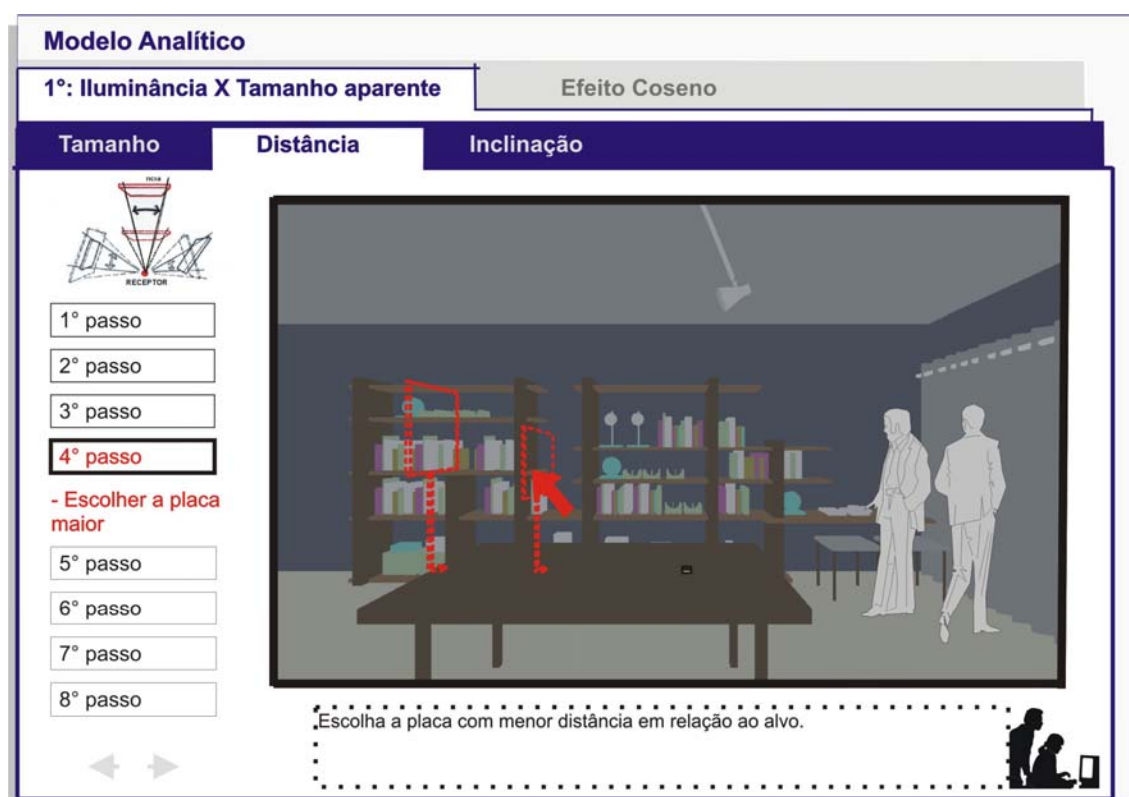 Modelo Analítico
1°: Iluminância X Tamanho aparente
Efeito Coseno
Tamanho
Distância
Inclinação
RECEPTOR
1° passo
2° passo
3° passo
4° passo
- Escolher a placa
maior
5° passo
6° passo
7° passo
8° passo
Escolha a placa com menor distância em relação ao alvo.